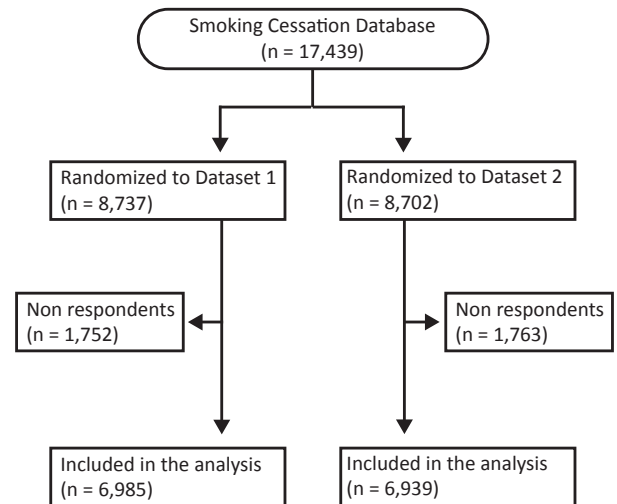 Smoking Cessation Database
(n = 17,439)
Randomized to Dataset 1
(n = 8,737)
Randomized to Dataset 2
(n = 8,702)
Non respondents
(n = 1,752)
Non respondents
(n = 1,763)
Included in the analysis
(n = 6,985)
Included in the analysis
(n = 6,939)